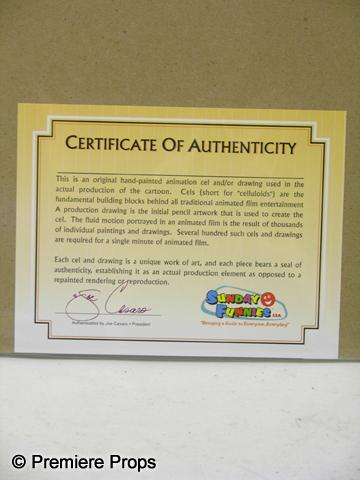 CERTIFICATE OF AUTHENTICITY
This is an original hand-painted animation cel and/or drawing used in the
actual production of the cartoon. Cels (short for "celluloids") are the
fundamental building blocks behind all traditional animated film entertainment
A production drawing is the initial pencil artwork that is used to create the
cel. The fluid motion portrayed in an animated film is the result of thousands
of individual paintings and drawings. Several hundred such cels and drawings
are required for a single minute of animated film.
Each cel and drawing is a unique work of art, and each piece bears a seal of
authenticity, establishing it as an actual production element as opposed to a
repainted rendering or reproduction.
Joe Cesaro
Authenticated by Joe Cesaro • President
SUNDAY
FUNNIES USA
"Bringing a Smile to Everyone, Everyday!"
© Premiere Props